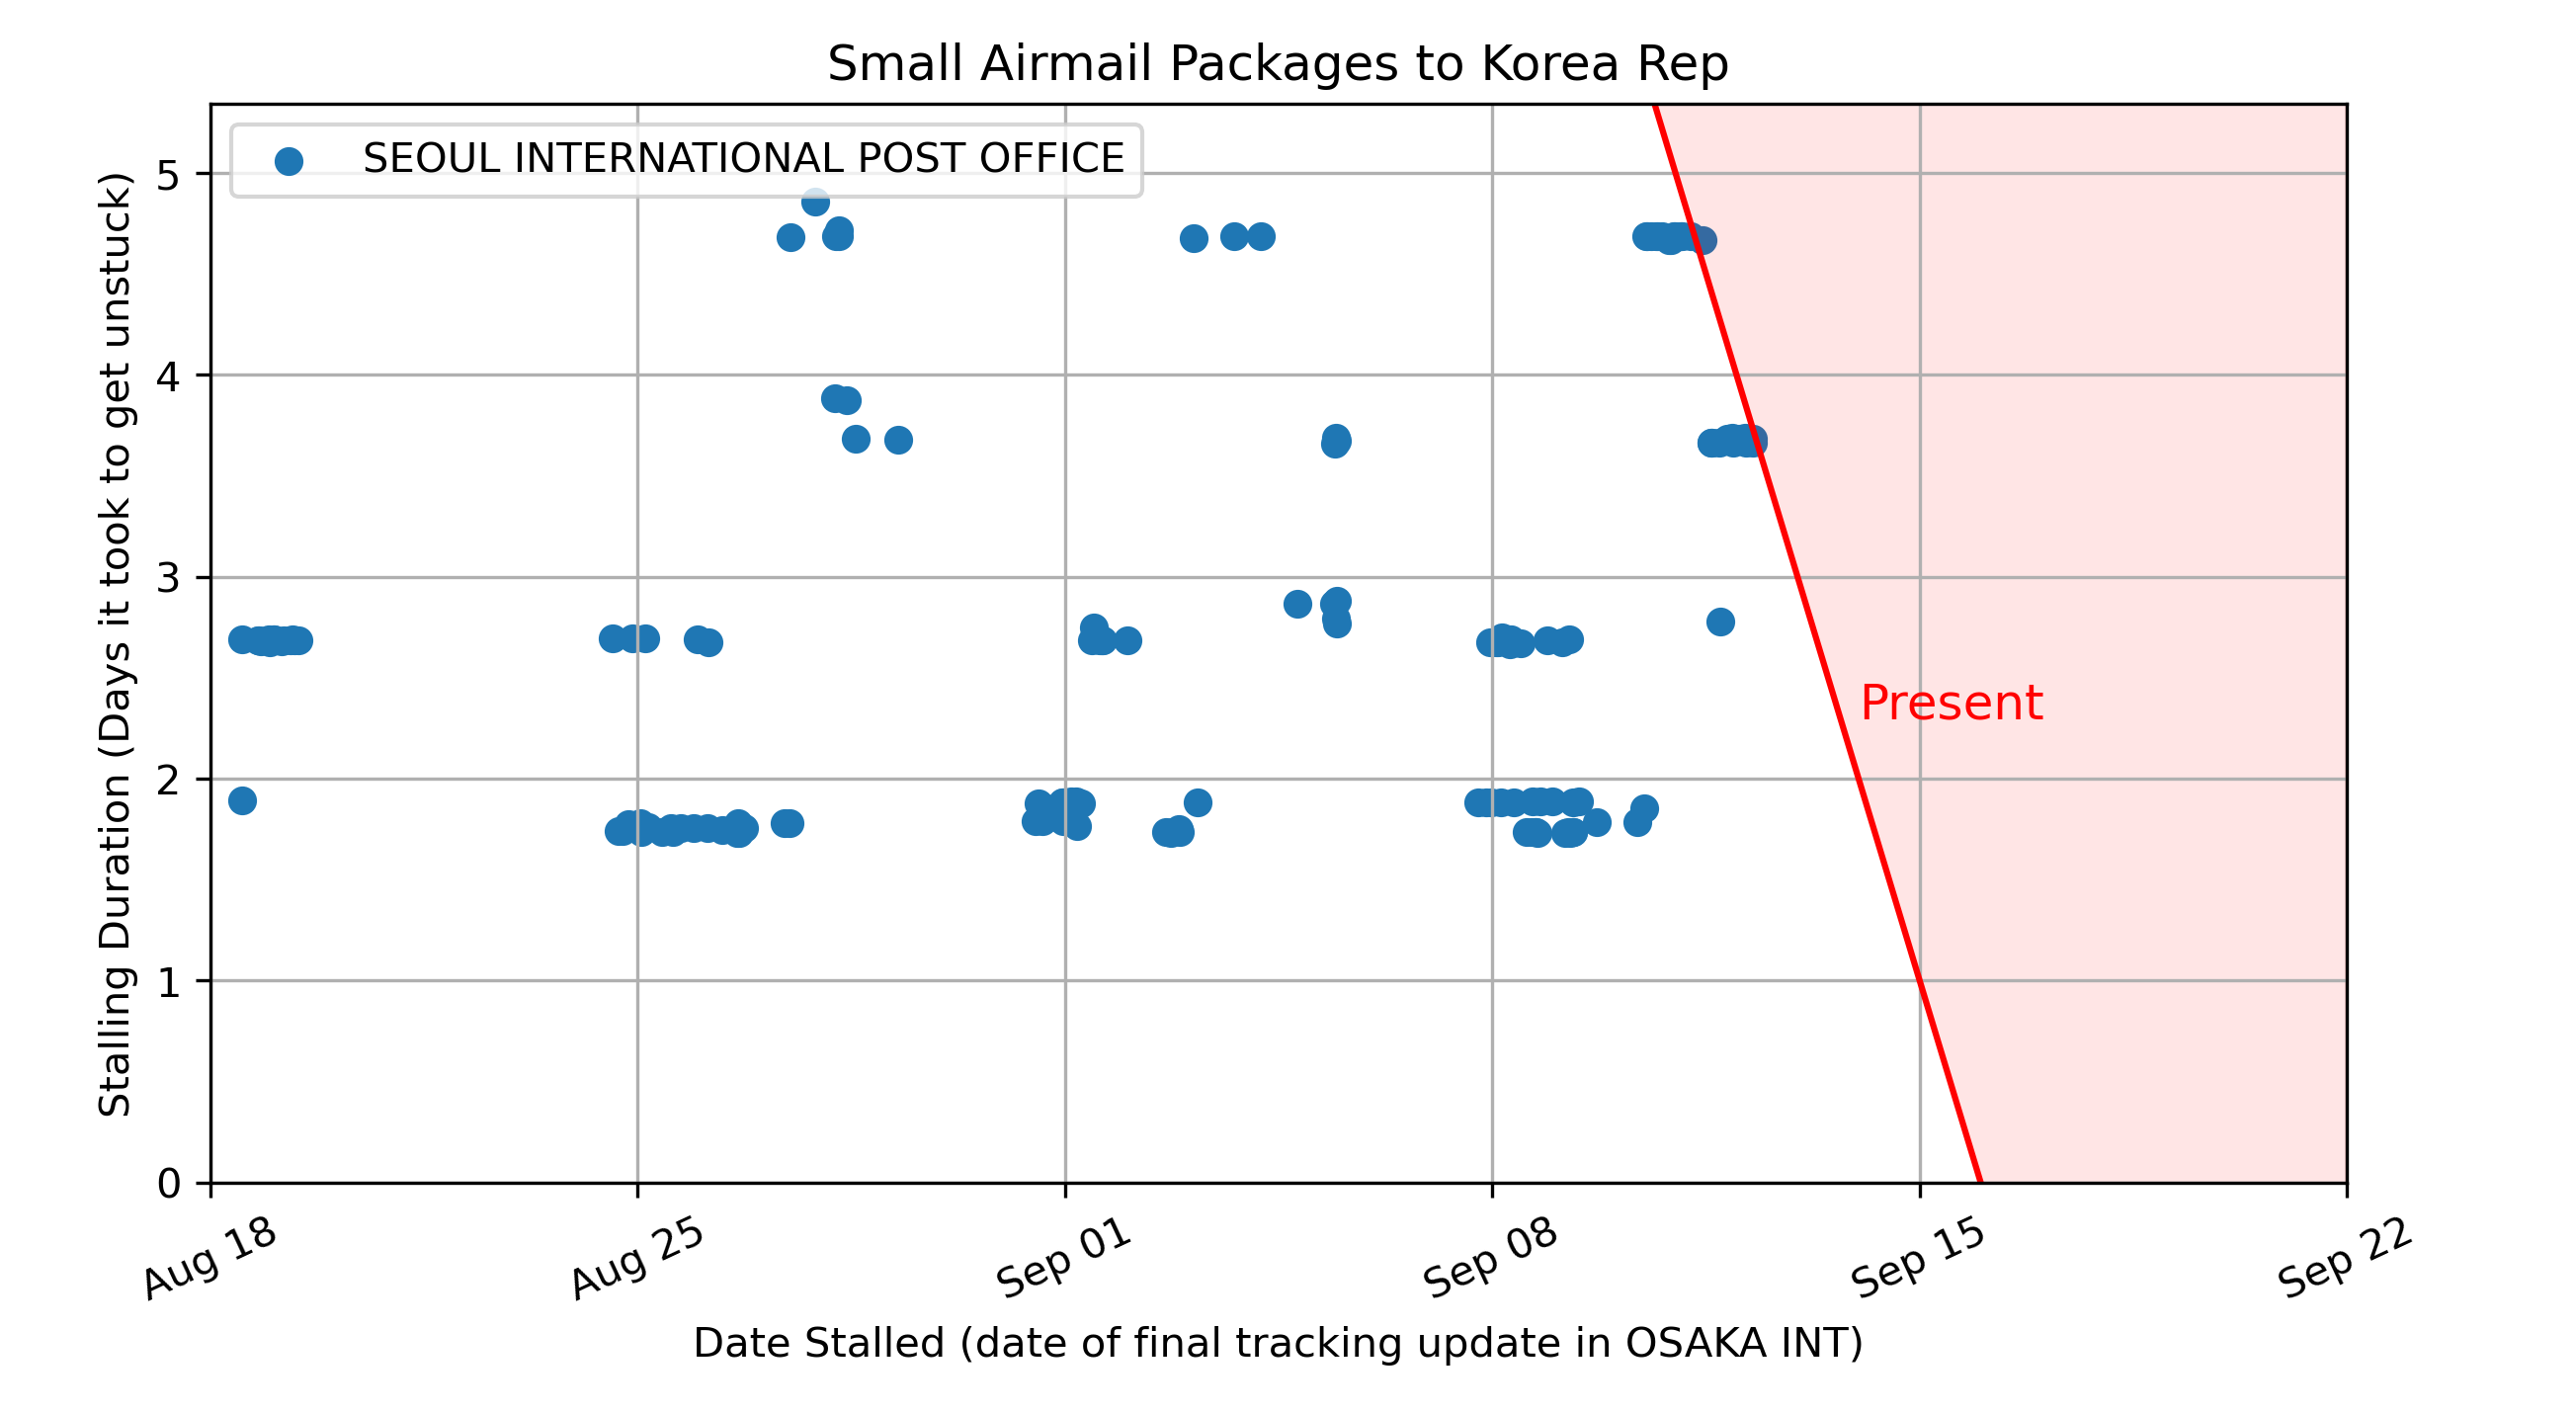 Small Airmail Packages to Korea Rep
SEOUL INTERNATIONAL POST OFFICE
Stalling Duration (Days it took to get unstuck)
5
4
3
2
1
0
Present
Aug 18
Aug 25
Sep 01
Sep 08
Sep 15
Sep 22
Date Stalled (date of final tracking update in OSAKA INT)